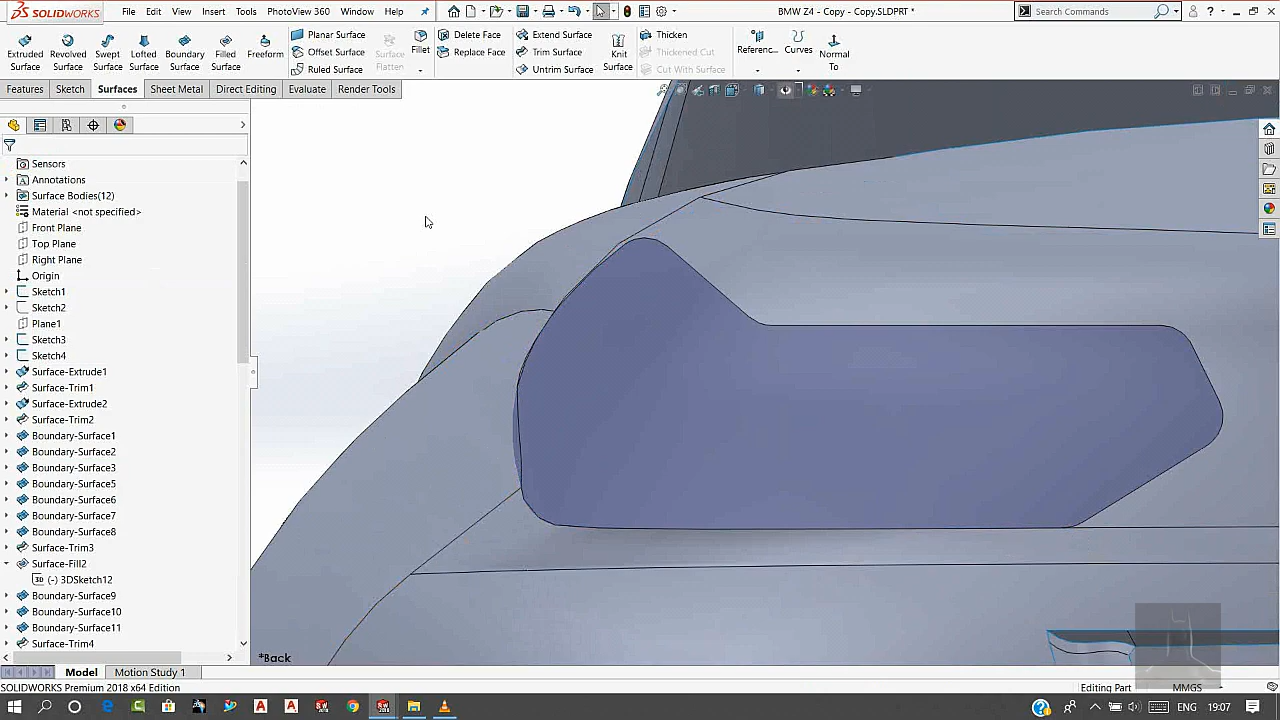 SOLIDWORKS File Edit View Insert Tools PhotoView 360 Window Help BMW Z4 - Copy - Copy.SLDPRT * Search Commands ?
Extruded Surface
Revolved Surface
Swept Surface
Lofted Surface
Boundary Surface
Filled Surface
Freeform
Planar Surface
Offset Surface
Ruled Surface
Surface Flatten
Fillet
Delete Face
Replace Face
Extend Surface
Trim Surface
Untrim Surface
Knit Surface
Thicken
Thickened Cut
Cut With Surface
Referenc...
Curves
Normal To
Features Sketch Surfaces Sheet Metal Direct Editing Evaluate Render Tools
Sensors
Annotations
Surface Bodies(12)
Material <not specified>
Front Plane
Top Plane
Right Plane
Origin
Sketch1
Sketch2
Plane1
Sketch3
Sketch4
Surface-Extrude1
Surface-Trim1
Surface-Extrude2
Surface-Trim2
Boundary-Surface1
Boundary-Surface2
Boundary-Surface3
Boundary-Surface5
Boundary-Surface6
Boundary-Surface7
Boundary-Surface8
Surface-Trim3
Surface-Fill2
(-) 3DSketch12
Boundary-Surface9
Boundary-Surface10
Boundary-Surface11
Surface-Trim4
*Back
Model Motion Study 1
SOLIDWORKS Premium 2018 x64 Edition Editing Part MMGS
ENG 19:07